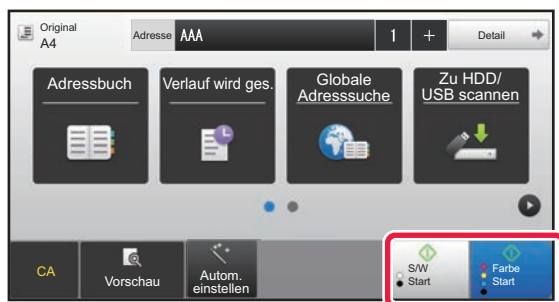 Original
A4
Adresse AAA 1 +
Detail
Adressbuch
Verlauf wird ges.
Globale
Adresssuche
Zu HDD/
USB scannen
CA
Vorschau
Autom.
einstellen
S/W
Start
Farbe
Start